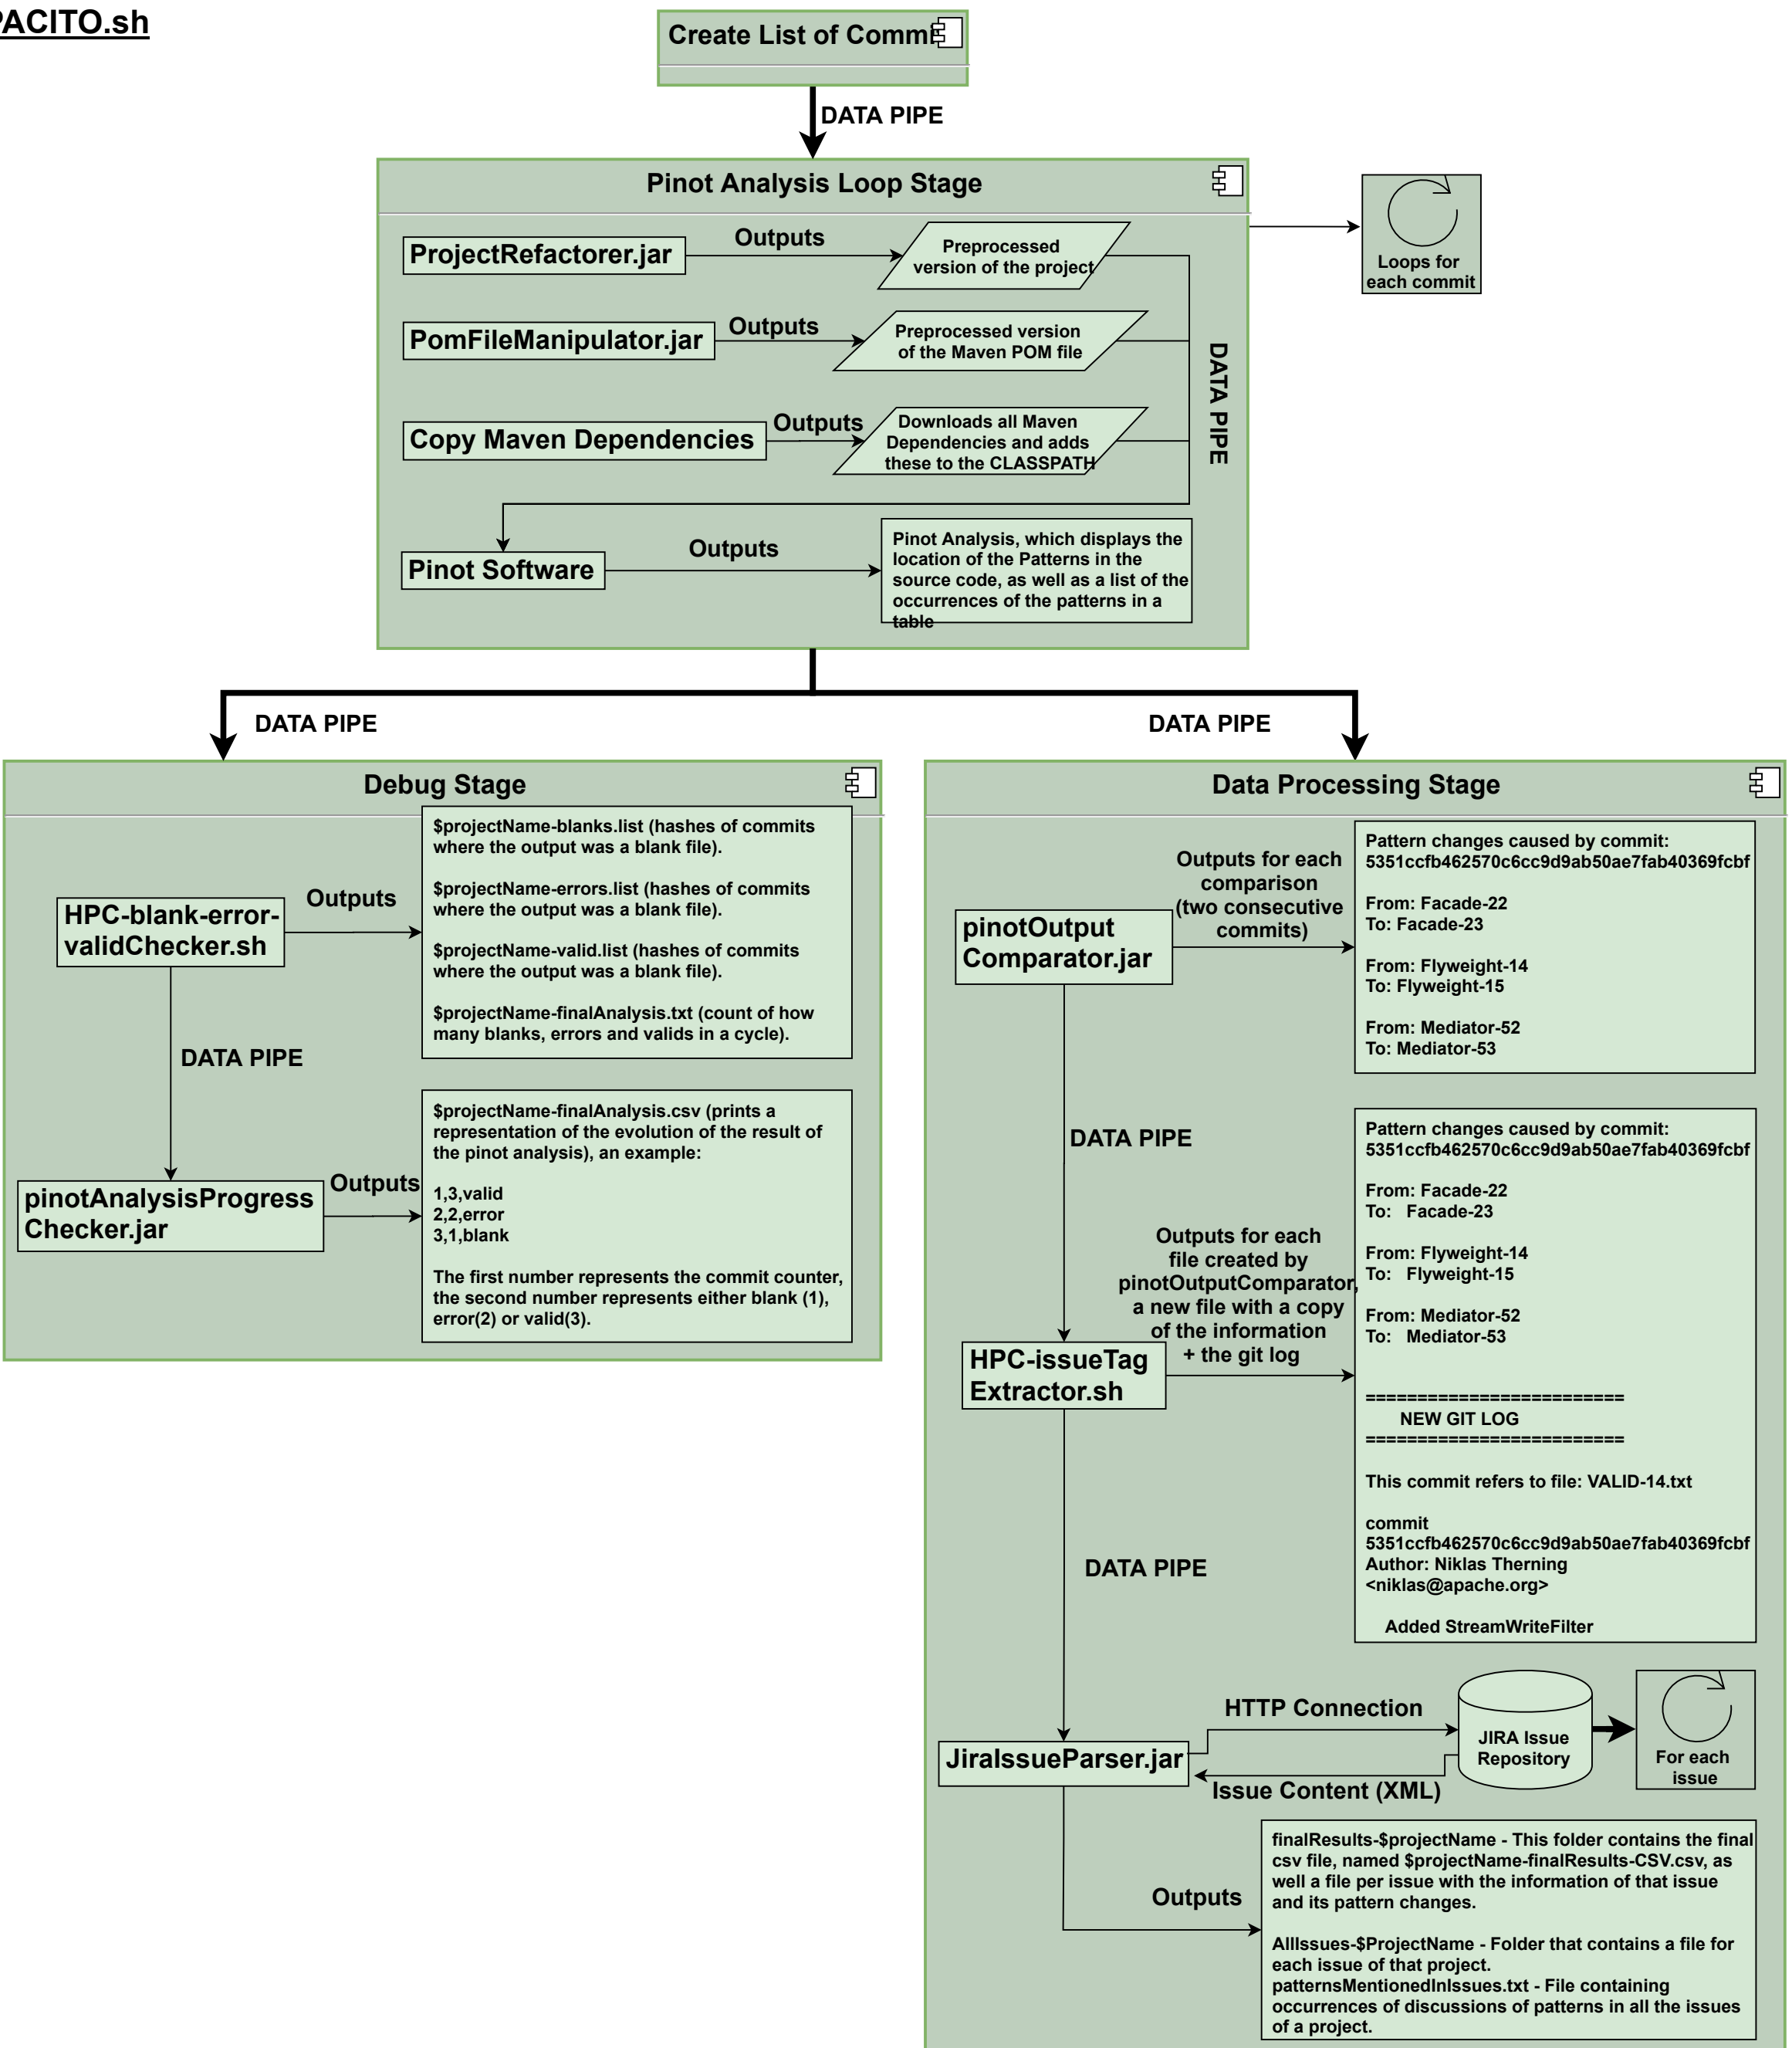 PACITO.sh
Create List of Commi
DATA PIPE
Pinot Analysis Loop Stage
ProjectRefactorer.jar
Outputs
Preprocessed
version of the project
Loops for
each commit
PomFileManipulator.jar
Outputs
Preprocessed version
of the Maven POM file
DATA PIPE
Copy Maven Dependencies
Outputs
Downloads all Maven
Dependencies and adds
these to the CLASSPATH
Pinot Software
Outputs
Pinot Analysis, which displays the
location of the Patterns in the
source code, as well as a list of the
occurrences of the patterns in a
table
DATA PIPE
DATA PIPE
Debug Stage
HPC-blank-error-
validChecker.sh
Outputs
$projectName-blanks.list (hashes of commits
where the output was a blank file).
$projectName-errors.list (hashes of commits
where the output was a blank file).
$projectName-valid.list (hashes of commits
where the output was a blank file).
$projectName-finalAnalysis.txt (count of how
many blanks, errors and valids in a cycle).
DATA PIPE
pinotAnalysisProgress
Checker.jar
Outputs
$projectName-finalAnalysis.csv (prints a
representation of the evolution of the result of
the pinot analysis), an example:
1,3,valid
2,2,error
3,1,blank
The first number represents the commit counter,
the second number represents either blank (1),
error(2) or valid(3).
Data Processing Stage
pinotOutput
Comparator.jar
Outputs for each
comparison
(two consecutive
commits)
Pattern changes caused by commit:
5351ccfb462570c6cc9d9ab50ae7fab40369fcbf
From: Facade-22
To: Facade-23
From: Flyweight-14
To: Flyweight-15
From: Mediator-52
To: Mediator-53
DATA PIPE
HPC-issueTag
Extractor.sh
Outputs for each
file created by
pinotOutputComparator,
a new file with a copy
of the information
+ the git log
Pattern changes caused by commit:
5351ccfb462570c6cc9d9ab50ae7fab40369fcbf
From: Facade-22
To:   Facade-23
From: Flyweight-14
To:   Flyweight-15
From: Mediator-52
To:   Mediator-53
=========================
NEW GIT LOG
=========================
This commit refers to file: VALID-14.txt
commit
5351ccfb462570c6cc9d9ab50ae7fab40369fcbf
Author: Niklas Therning
<niklas@apache.org>
Added StreamWriteFilter
DATA PIPE
JiraIssueParser.jar
HTTP Connection
Issue Content (XML)
JIRA Issue
Repository
For each
issue
Outputs
finalResults-$projectName - This folder contains the final
csv file, named $projectName-finalResults-CSV.csv, as
well a file per issue with the information of that issue
and its pattern changes.
AllIssues-$ProjectName - Folder that contains a file for
each issue of that project.
patternsMentionedInIssues.txt - File containing
occurrences of discussions of patterns in all the issues
of a project.